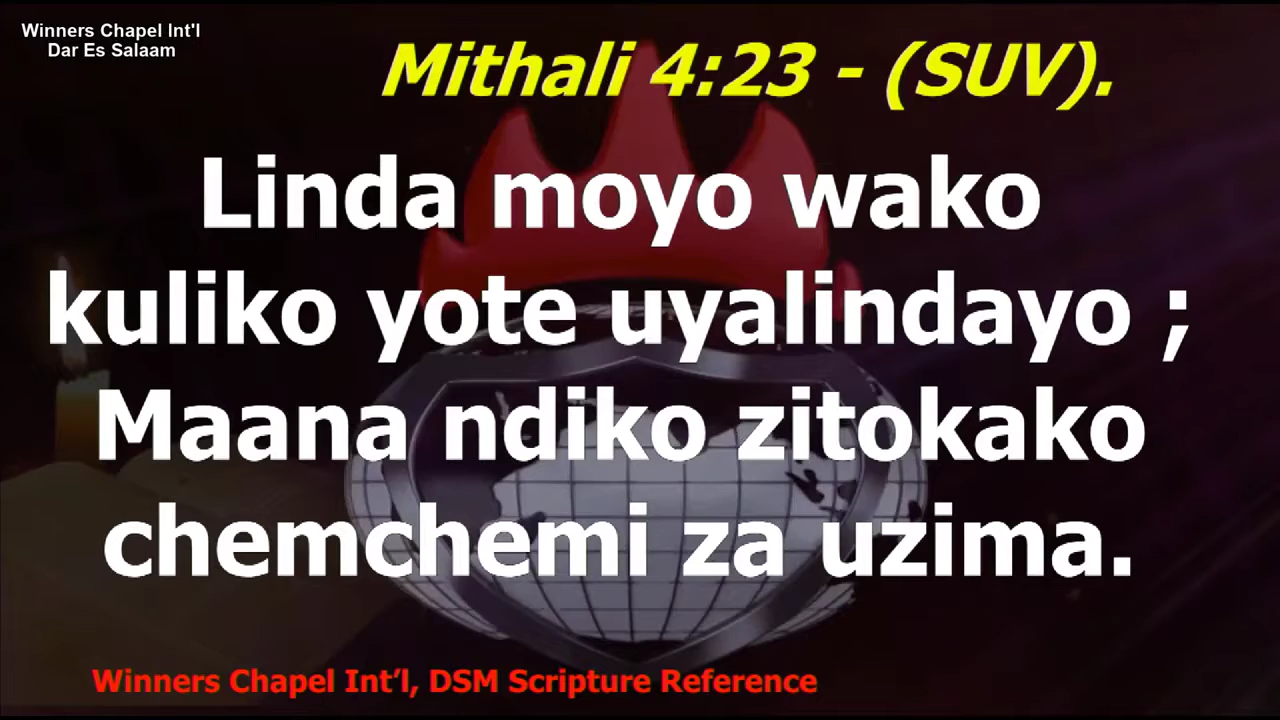 Winners Chapel Int'l
Dar Es Salaam
Mithali 4:23 - (SUV).
Linda moyo wako
kuliko yote uyalindayo ;
Maana ndiko zitokako
chemchemi za uzima.
Winners Chapel Int’l, DSM Scripture Reference